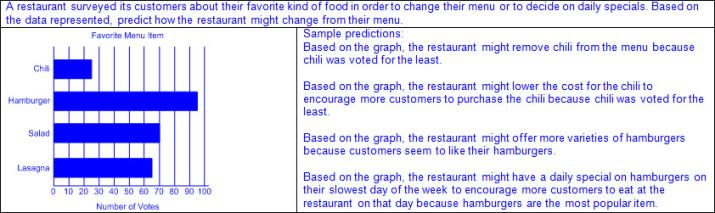 A restaurant surveyed its customers about their favorite kind of food in order to change their menu or to decide on daily specials. Based on
the data represented, predict how the restaurant might change from their menu.
Favorite Menu Item
Chili
Hamburger
Salad
Lasagna
0 10 20 30 40 50 60 70 80 90 100
Number of Votes
Sample predictions:
Based on the graph, the restaurant might remove chili from the menu because
chili was voted for the least.
Based on the graph, the restaurant might lower the cost for the chili to
encourage more customers to purchase the chili because chili was voted for the
least.
Based on the graph, the restaurant might offer more varieties of hamburgers
because customers seem to like their hamburgers.
Based on the graph, the restaurant might have a daily special on hamburgers on
their slowest day of the week to encourage more customers to eat at the
restaurant on that day because hamburgers are the most popular item.